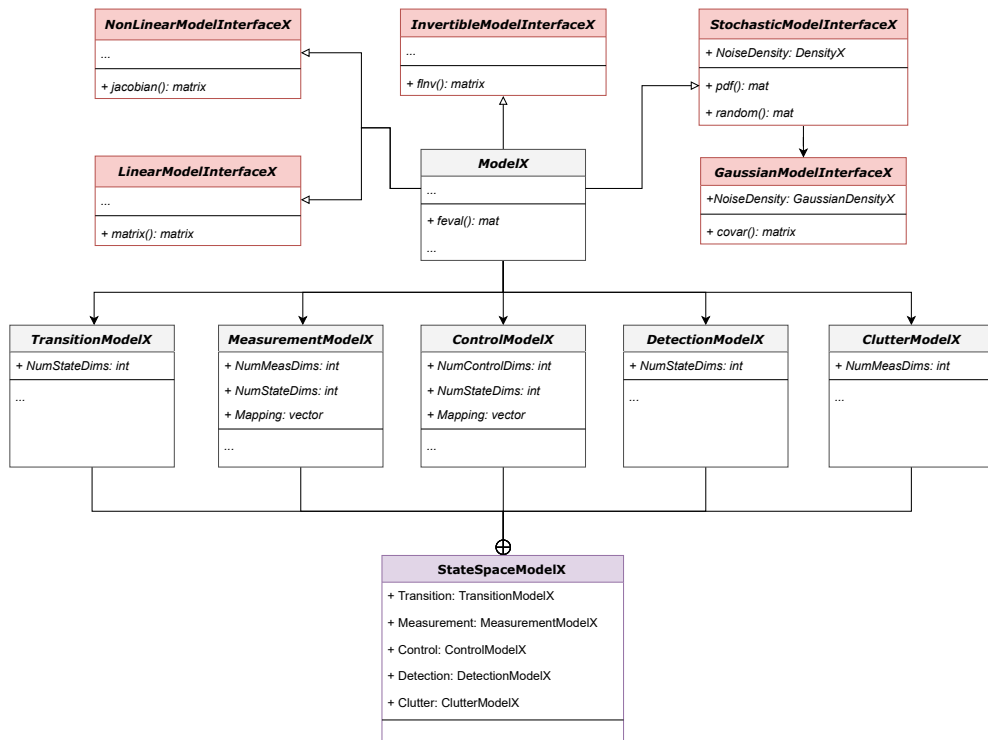 NonLinearModelInterfaceX
...
+ jacobian(): matrix
InvertibleModelInterfaceX
...
+ fInv(): matrix
StochasticModelInterfaceX
+ NoiseDensity: DensityX
+ pdf(): mat
+ random(): mat
LinearModelInterfaceX
...
+ matrix(): matrix
ModelX
...
+ feval(): mat
...
GaussianModelInterfaceX
+NoiseDensity: GaussianDensityX
+ covar(): matrix
TransitionModelX
+ NumStateDims: int
...
MeasurementModelX
+ NumMeasDims: int
+ NumStateDims: int
+ Mapping: vector
...
ControlModelX
+ NumControlDims: int
+ NumStateDims: int
+ Mapping: vector
...
DetectionModelX
+ NumStateDims: int
...
ClutterModelX
+ NumMeasDims: int
...
StateSpaceModelX
+ Transition: TransitionModelX
+ Measurement: MeasurementModelX
+ Control: ControlModelX
+ Detection: DetectionModelX
+ Clutter: ClutterModelX